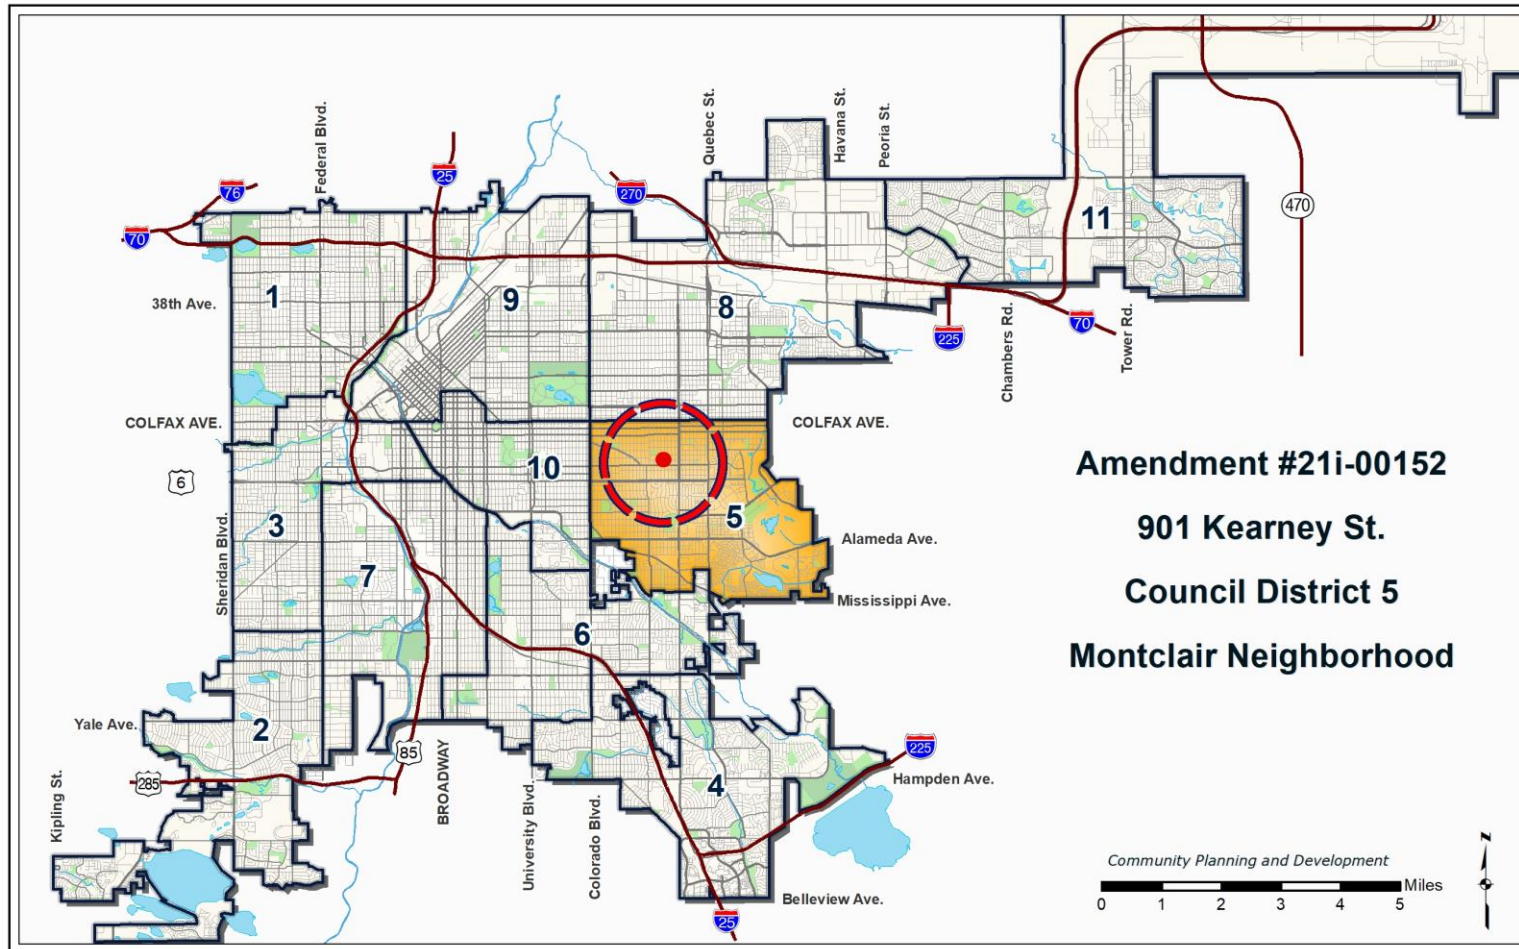 Federal Blvd.
Quebec St.
Havana St.
Peoria St.
25
76
270
70
470
11
1
9
8
38th Ave.
225
Chambers Rd.
70
Tower Rd.
COLFAX AVE.
COLFAX AVE.
6
10
5
3
Sheridan Blvd.
7
Alameda Ave.
Mississippi Ave.
6
Amendment #21i-00152
901 Kearney St.
Council District 5
Montclair Neighborhood
Yale Ave.
2
85
BROADWAY
225
285
Kipling St.
University Blvd.
Colorado Blvd.
4
Hampden Ave.
Belleview Ave.
25
Community Planning and Development
Miles
0 1 2 3 4 5
N